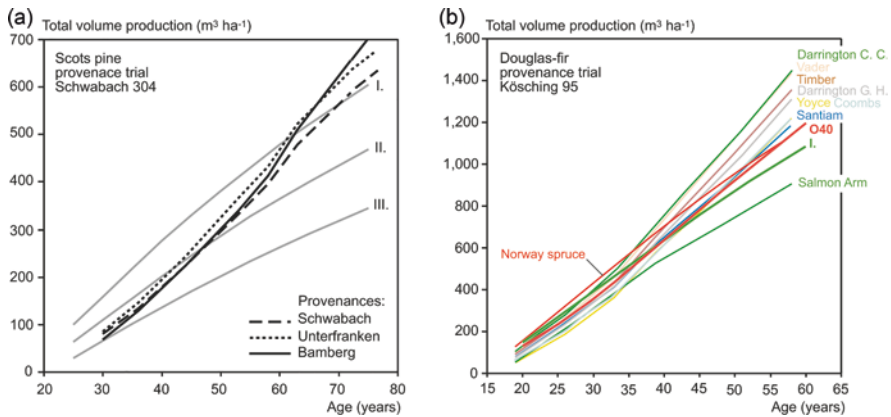 (a)
Total volume production (m³ ha⁻¹)
700
600
500
400
300
200
100
0
Scots pine
provenace trial
Schwabach 304
I.
II.
III.
Provenances:
Schwabach
Unterfranken
Bamberg
20 30 40 50 60 70 80
Age (years)
(b)
Total volume production (m³ ha⁻¹)
1,600
1,400
1,200
1,000
800
600
400
200
0
Douglas-fir
provenance trial
Kösching 95
Darrington C. C.
Vader
Timber
Darrington G. H.
Yoyce Coombs
Santiam
O40
I.
Salmon Arm
Norway spruce
15 20 25 30 35 40 45 50 55 60 65
Age (years)